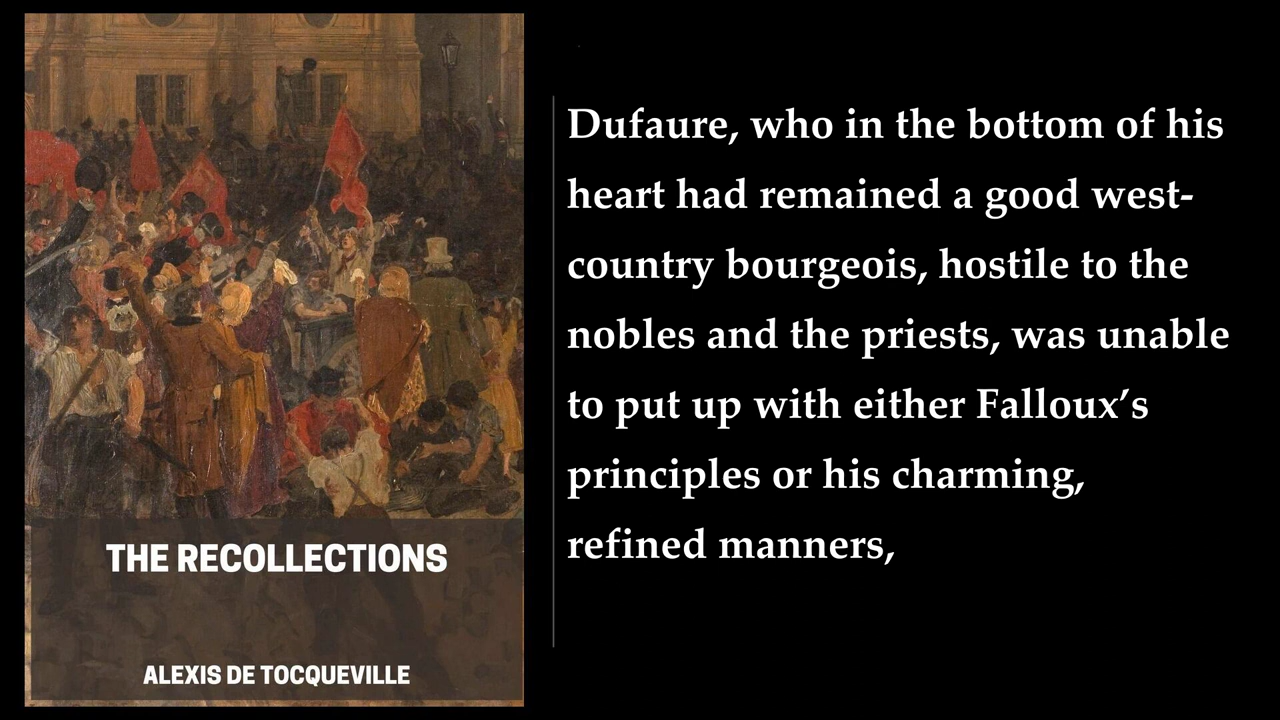 THE RECOLLECTIONS
ALEXIS DE TOCQUEVILLE
Dufaure, who in the bottom of his
heart had remained a good west-
country bourgeois, hostile to the
nobles and the priests, was unable
to put up with either Falloux’s
principles or his charming,
refined manners,